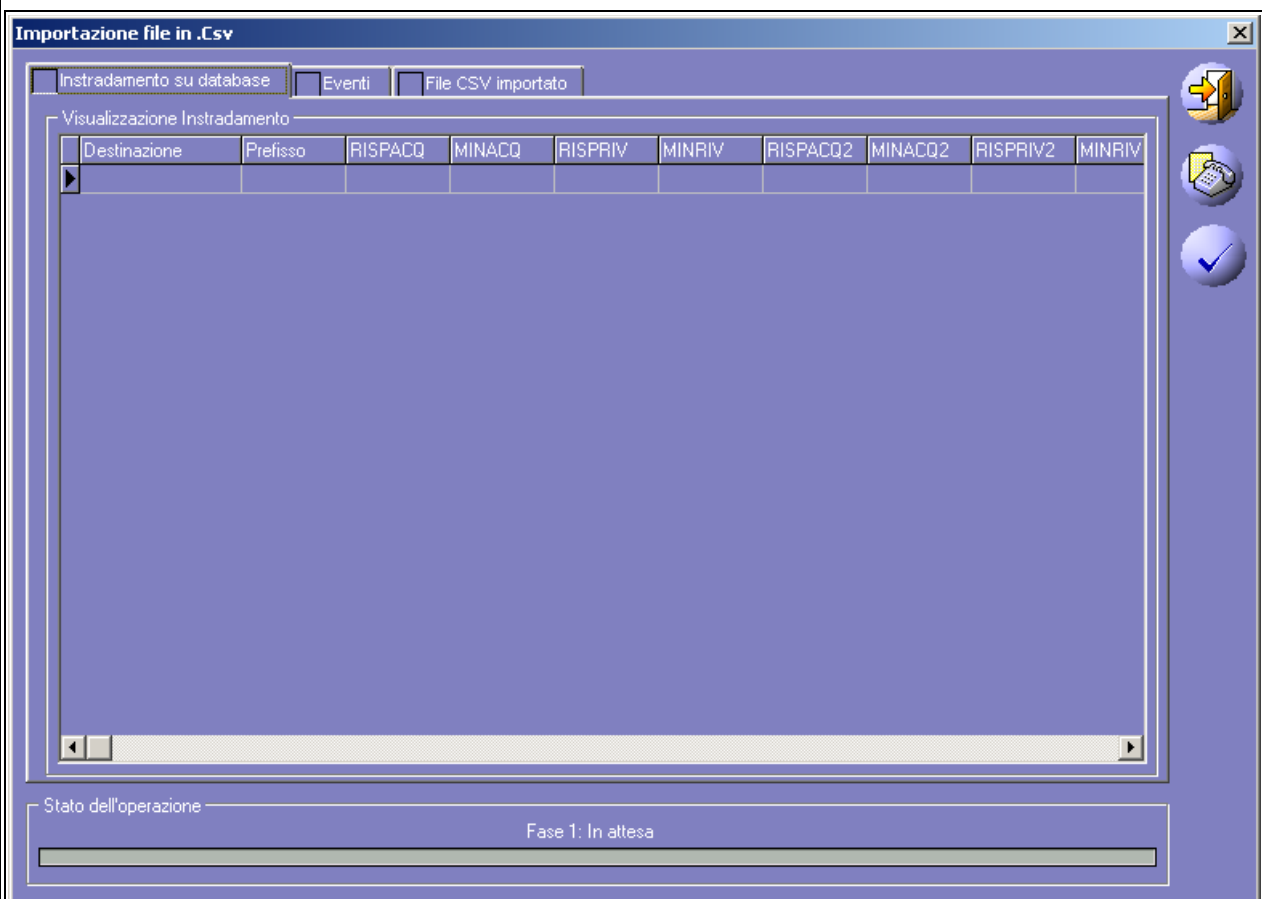 Importazione file in .Csv
Instradamento su database Eventi File CSV importato
Visualizzazione Instradamento
Destinazione Prefisso RISPACQ MINACQ RISPRIV MINRIV RISPACQ2 MINACQ2 RISPRIV2 MINRIV
Stato dell'operazione
Fase 1: In attesa